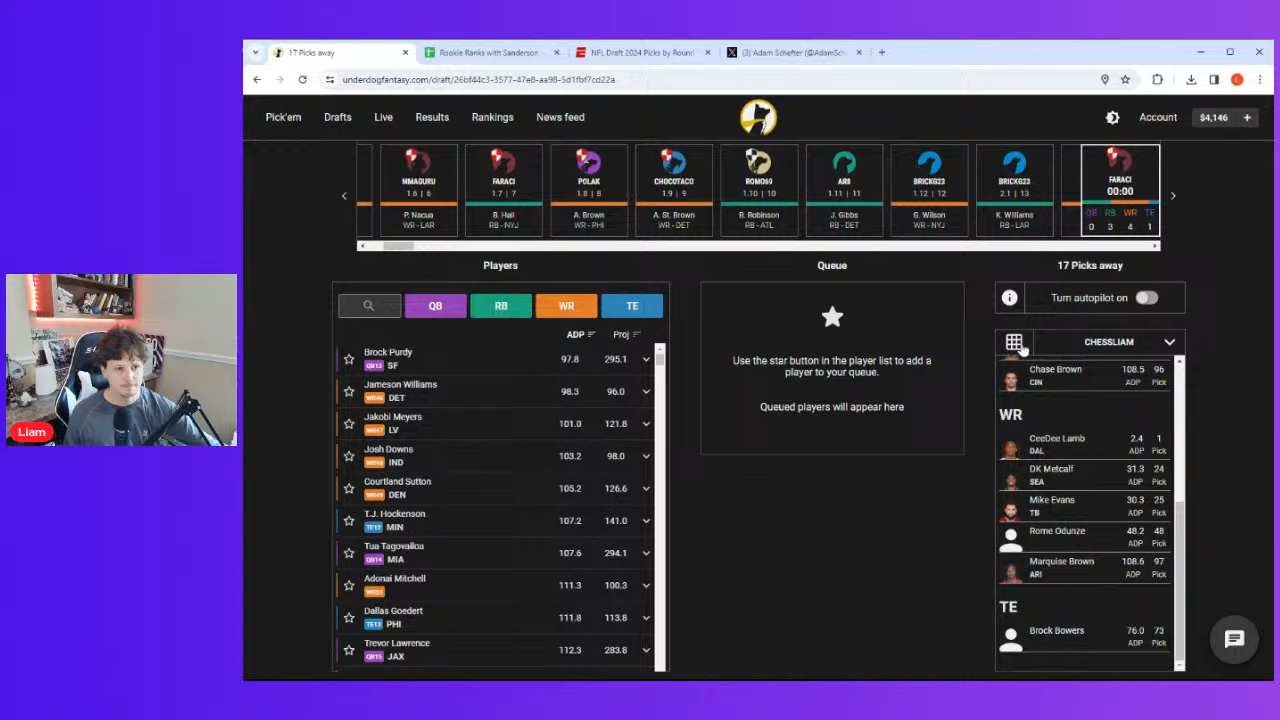 17 Picks away
Rookie Ranks with Sanderson
NFL Draft 2024 Picks by Round
(3) Adam Schefter (@AdamSch
underdogfantasy.com/draft/26bf44c3-3577-47e8-aa98-5d1fbf7cd22a
Pick'em Drafts Live Results Rankings News feed Account $4,146 +
MMAGURU FARACI POLAK CHOCOTACO ROMO69 ARB BRICKG23 BRICKG23 FARACI
1.6 | 6 1.7 | 7 1.8 | 8 1.9 | 9 1.10 | 10 1.11 | 11 1.12 | 12 2.1 | 13 00:00
P. Nacua B. Hall A. Brown A. St. Brown B. Robinson J. Gibbs G. Wilson K. Williams QB RB WR TE
WR - LAR RB - NYJ WR - PHI WR - DET RB - ATL RB - DET WR - NYJ RB - LAR 0 3 4 1
Players Queue 17 Picks away
QB RB WR TE
Turn autopilot on
ADP Proj
CHESSLIAM
Brock Purdy 97.8 295.1
QB13 SF
Jameson Williams 98.3 96.0
DET
Jakobi Meyers 101.0 121.8
WR47 LV
Josh Downs 103.2 98.0
IND
Courtland Sutton 105.2 126.6
DEN
T.J. Hockenson 107.2 141.0
MIN
Tua Tagovailoa 107.6 294.1
QB14 MIA
Adonai Mitchell 111.3 100.3
Dallas Goedert 111.8 113.8
PHI
Trevor Lawrence 112.3 283.8
QB15 JAX
Use the star button in the player list to add a
player to your queue.
Queued players will appear here
Chase Brown 108.5 96
CIN ADP Pick
WR
CeeDee Lamb 2.4 1
DAL ADP Pick
DK Metcalf 31.3 24
SEA ADP Pick
Mike Evans 30.3 25
TB ADP Pick
Rome Odunze 48.2 48
ADP Pick
Marquise Brown 108.6 97
ARI ADP Pick
TE
Brock Bowers 76.0 73
ADP Pick
Liam